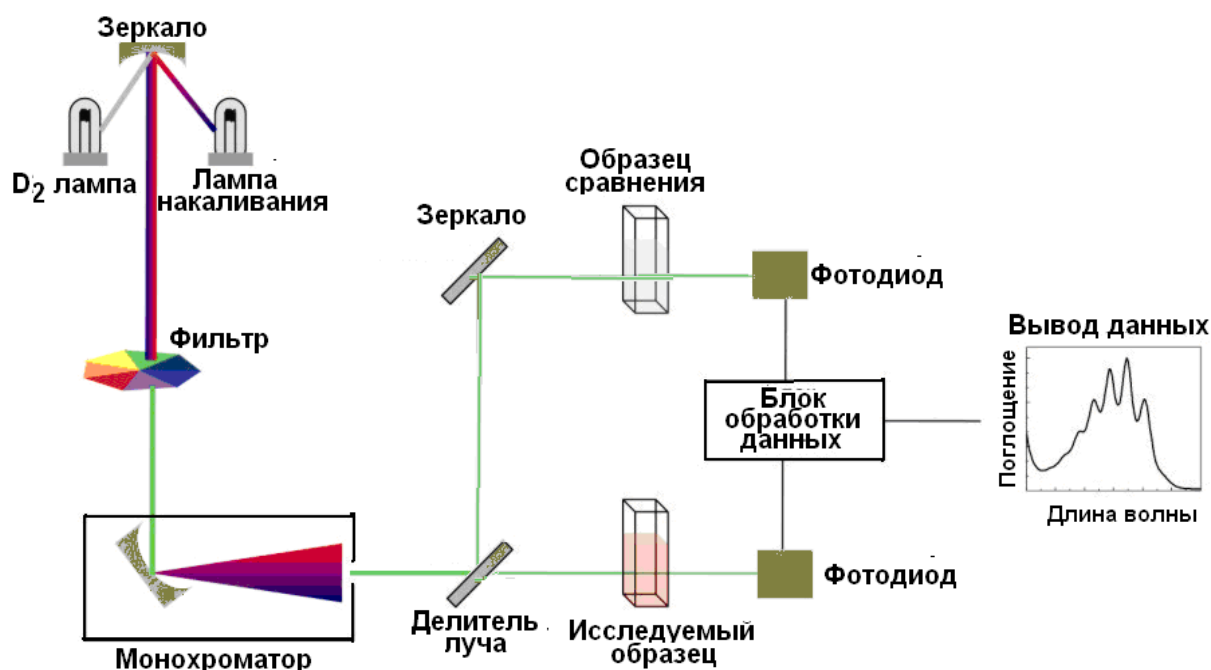 Зеркало
D2 лампа
Лампа
накаливания
Фильтр
Монохроматор
Зеркало
Делитель
луча
Образец
сравнения
Исследуемый
образец
Фотодиод
Блок
обработки
данных
Фотодиод
Вывод данных
Поглощение
Длина волны